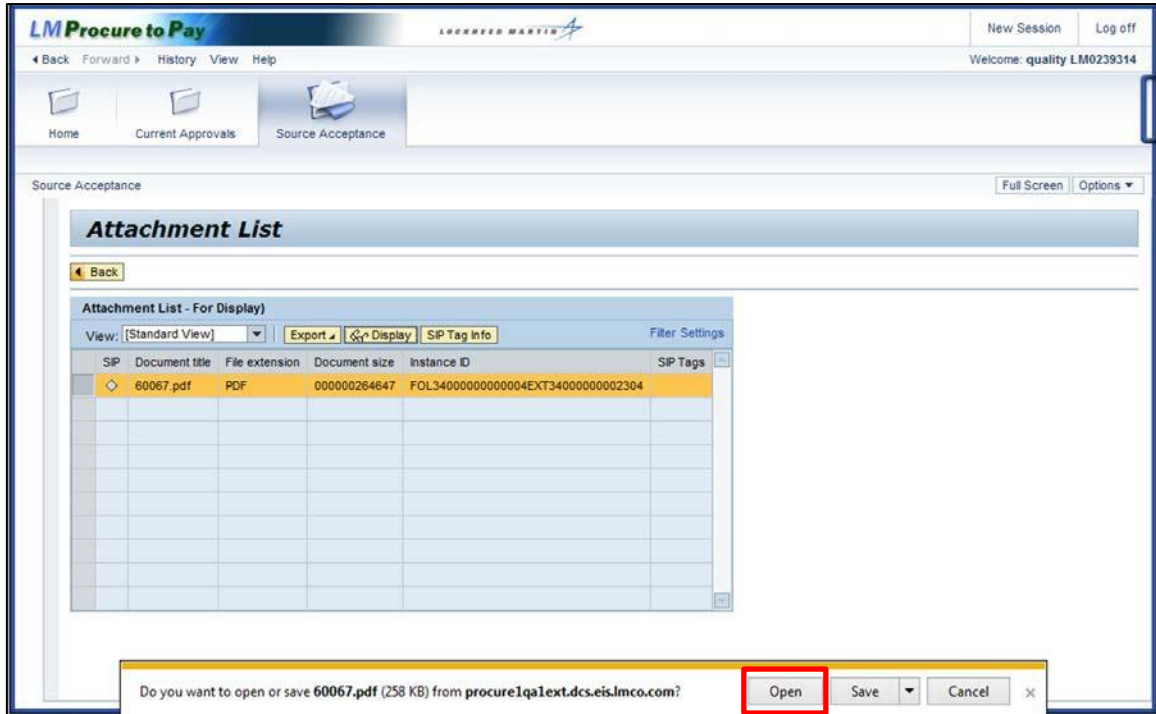 LM Procure to Pay
LOCKHEED MARTIN
New Session Log off
Back Forward History View Help
Welcome: quality LM0239314
Home Current Approvals Source Acceptance
Source Acceptance
Full Screen Options
Attachment List
Back
Attachment List - For Display)
View: [Standard View] Export Display SIP Tag Info Filter Settings
SIP Document title File extension Document size Instance ID SIP Tags
60067.pdf PDF 000000264647 FOL34000000000004EXT34000000002304
Do you want to open or save 60067.pdf (258 KB) from procure1qa1ext.dcs.eis.lmco.com?
Open Save Cancel